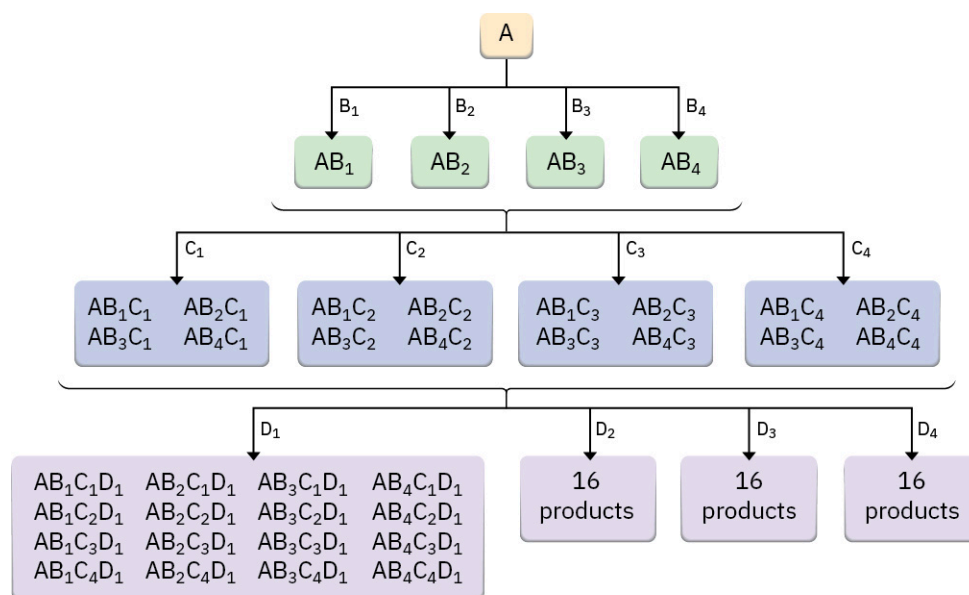 A
B₁ B₂ B₃ B₄
AB₁ AB₂ AB₃ AB₄
C₁ C₂ C₃ C₄
AB₁C₁ AB₂C₁
AB₃C₁ AB₄C₁
AB₁C₂ AB₂C₂
AB₃C₂ AB₄C₂
AB₁C₃ AB₂C₃
AB₃C₃ AB₄C₃
AB₁C₄ AB₂C₄
AB₃C₄ AB₄C₄
D₁ D₂ D₃ D₄
AB₁C₁D₁ AB₂C₁D₁ AB₃C₁D₁ AB₄C₁D₁
AB₁C₂D₁ AB₂C₂D₁ AB₃C₂D₁ AB₄C₂D₁
AB₁C₃D₁ AB₂C₃D₁ AB₃C₃D₁ AB₄C₃D₁
AB₁C₄D₁ AB₂C₄D₁ AB₃C₄D₁ AB₄C₄D₁
16
products
16
products
16
products